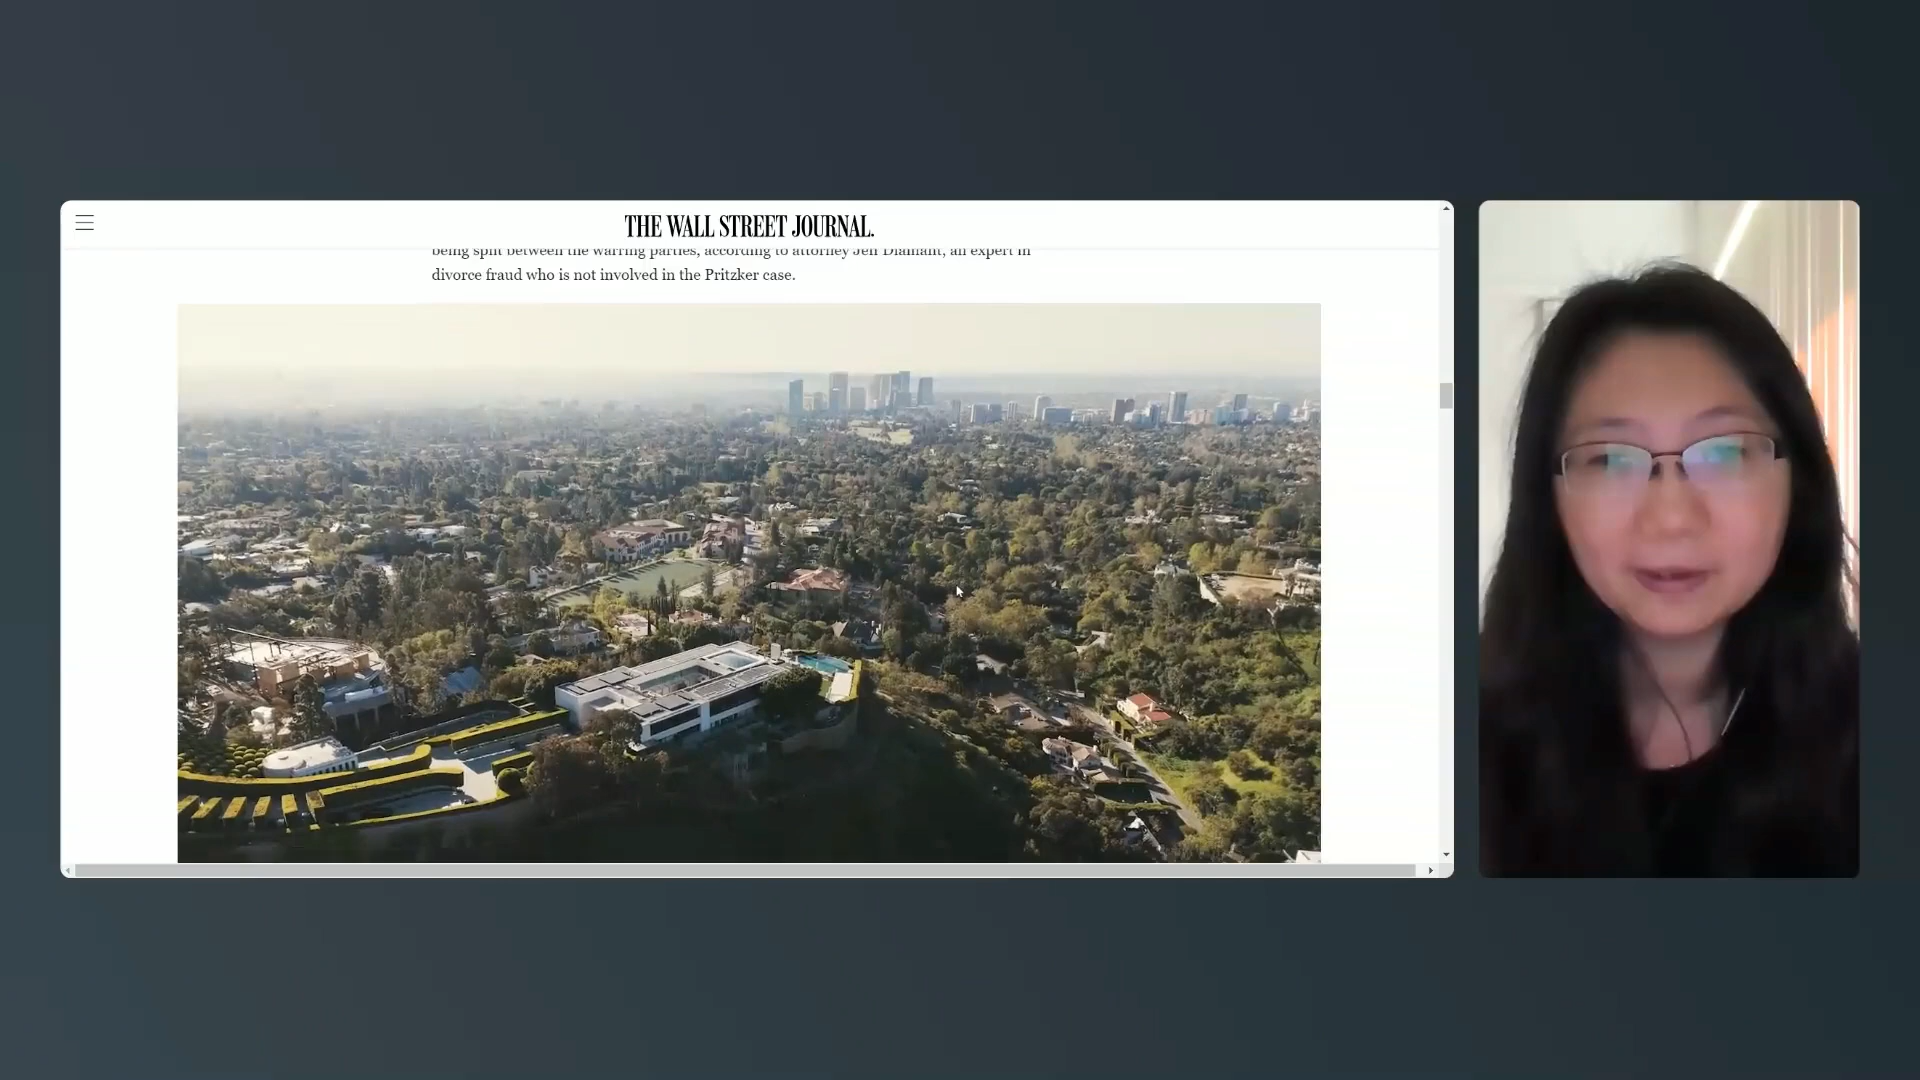 THE WALL STREET JOURNAL.
being split between the warring parties, according to attorney Jeff Diamant, an expert in
divorce fraud who is not involved in the Pritzker case.